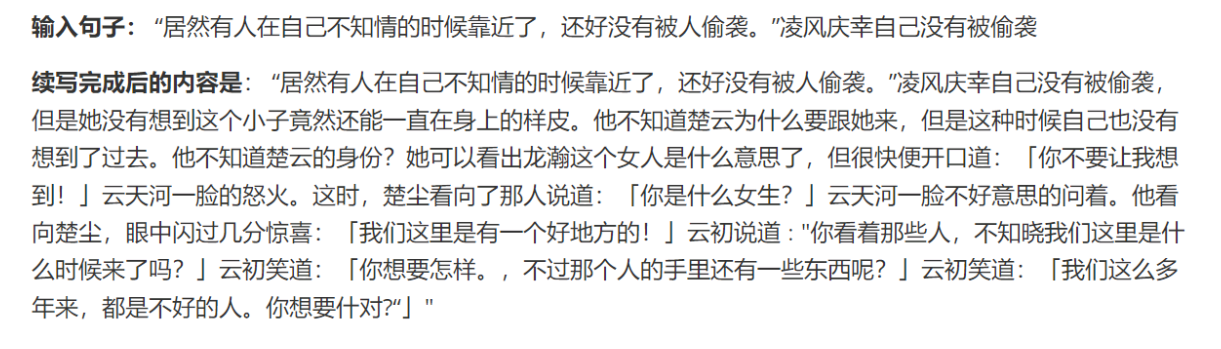 输入句子：“居然有人在自己不知情的时候靠近了，还好没有被人偷袭。”凌风庆幸自己没有被偷袭
续写完成后的内容是：“居然有人在自己不知情的时候靠近了，还好没有被人偷袭。”凌风庆幸自己没有被偷袭，
但是她没有想到这个小子竟然还能一直在身上的样皮。他不知道楚云为什么要跟她来，但是这种时候自己也没有
想到了过去。他不知道楚云的身份？她可以看出龙瀚这个女人是什么意思了，但很快便开口道：「你不要让我想
到！」云天河一脸的怒火。这时，楚尘看向了那人说道：「你是什么女生？」云天河一脸不好意思的问着。他看
向楚尘，眼中闪过几分惊喜：「我们这里是有一个好地方的！」云初说道："你看着那些人，不知晓我们这里是什
么时候来了吗？」云初笑道：「你想要怎样。，不过那个人的手里还有一些东西呢？」云初笑道：「我们这么多
年来，都是不好的人。你想要什对?“」"